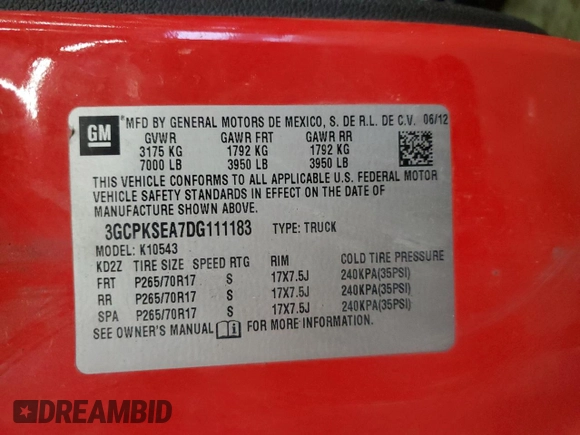 GM
MFD BY GENERAL MOTORS DE MEXICO, S. DE R.L. DE C.V. 06/12
GVWR GAWR FRT GAWR RR
3175 KG 1792 KG 1792 KG
7000 LB 3950 LB 3950 LB
THIS VEHICLE CONFORMS TO ALL APPLICABLE U.S. FEDERAL MOTOR
VEHICLE SAFETY STANDARDS IN EFFECT ON THE DATE OF
MANUFACTURE SHOWN ABOVE.
3GCPKSEA7DG111183 TYPE: TRUCK
MODEL: K10543
KD2Z TIRE SIZE SPEED RTG RIM COLD TIRE PRESSURE
FRT P265/70R17 S 17X7.5J 240KPA(35PSI)
RR P265/70R17 S 17X7.5J 240KPA(35PSI)
SPA P265/70R17 S 17X7.5J 240KPA(35PSI)
SEE OWNER'S MANUAL FOR MORE INFORMATION.
DREAMBID